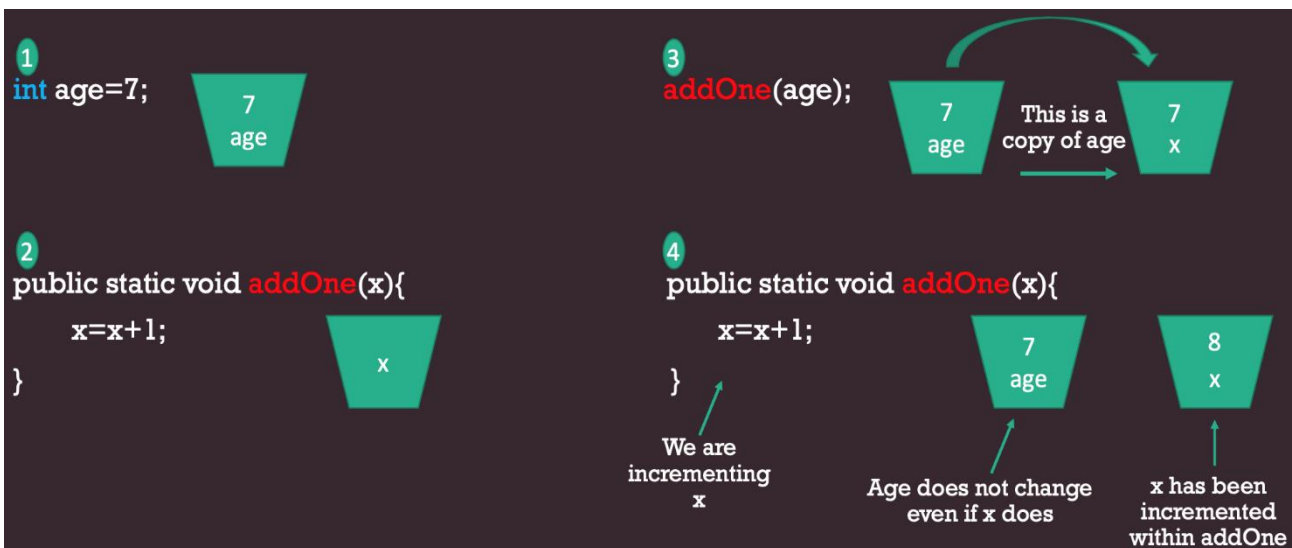 1
int age=7;
7
age
2
public static void addOne(x){
x=x+1;
}
x
3
addOne(age);
7
age
This is a
copy of age
7
x
4
public static void addOne(x){
x=x+1;
}
We are
incrementing
x
7
age
Age does not change
even if x does
8
x
x has been
incremented
within addOne